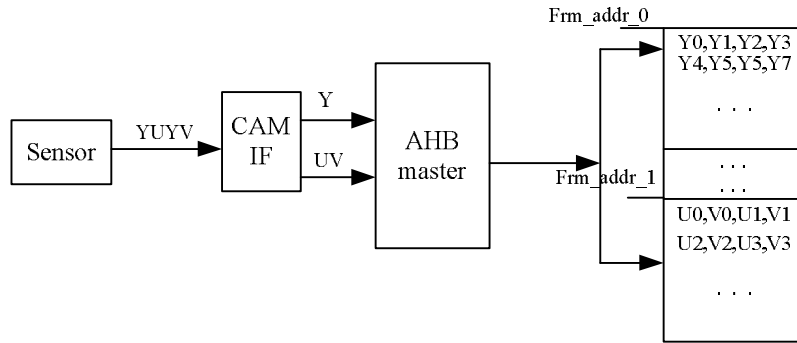 Frm_addr_0
Y0,Y1,Y2,Y3
Y4,Y5,Y5,Y7
. . .
Sensor
YUYV
CAM
IF
Y
UV
AHB
master
Frm_addr_1
...
...
U0,V0,U1,V1
U2,V2,U3,V3
. . .